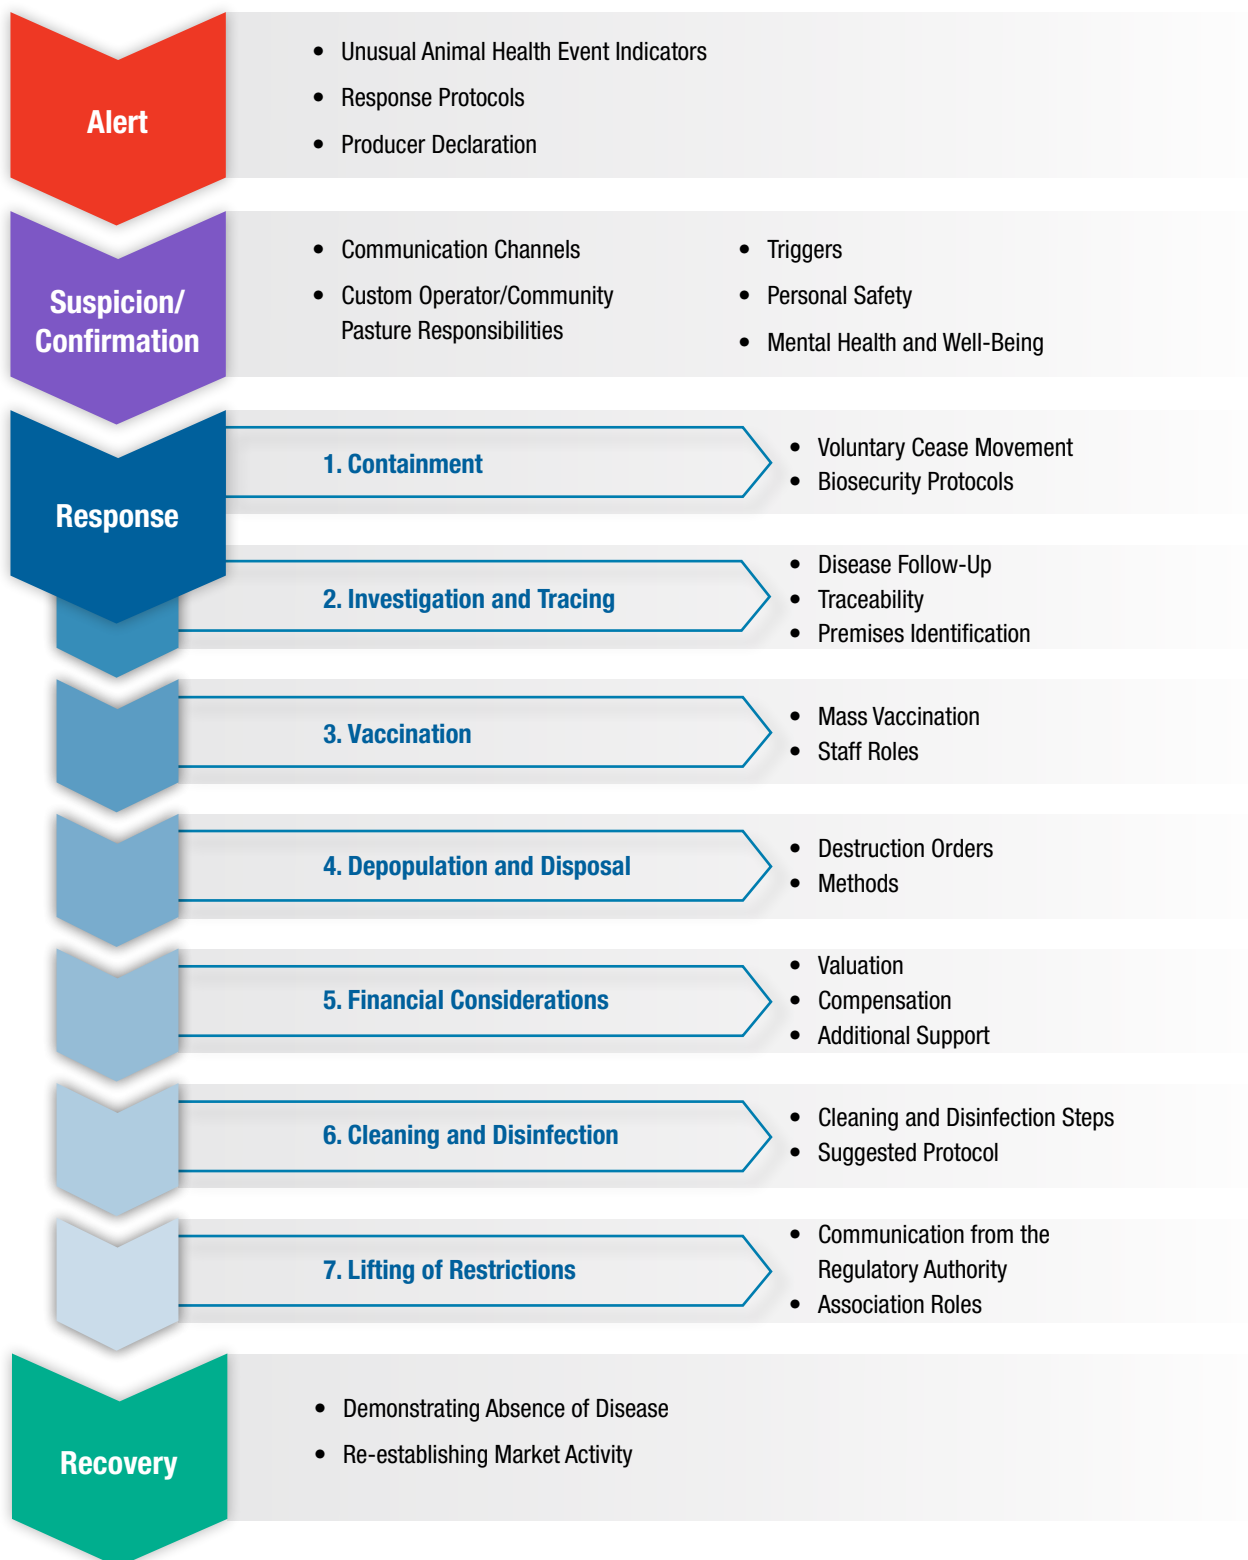 Alert
• Unusual Animal Health Event Indicators
• Response Protocols
• Producer Declaration
Suspicion/
Confirmation
• Communication Channels
• Custom Operator/Community
Pasture Responsibilities
• Triggers
• Personal Safety
• Mental Health and Well-Being
Response
1. Containment
• Voluntary Cease Movement
• Biosecurity Protocols
2. Investigation and Tracing
• Disease Follow-Up
• Traceability
• Premises Identification
3. Vaccination
• Mass Vaccination
• Staff Roles
4. Depopulation and Disposal
• Destruction Orders
• Methods
5. Financial Considerations
• Valuation
• Compensation
• Additional Support
6. Cleaning and Disinfection
• Cleaning and Disinfection Steps
• Suggested Protocol
7. Lifting of Restrictions
• Communication from the
Regulatory Authority
• Association Roles
Recovery
• Demonstrating Absence of Disease
• Re-establishing Market Activity